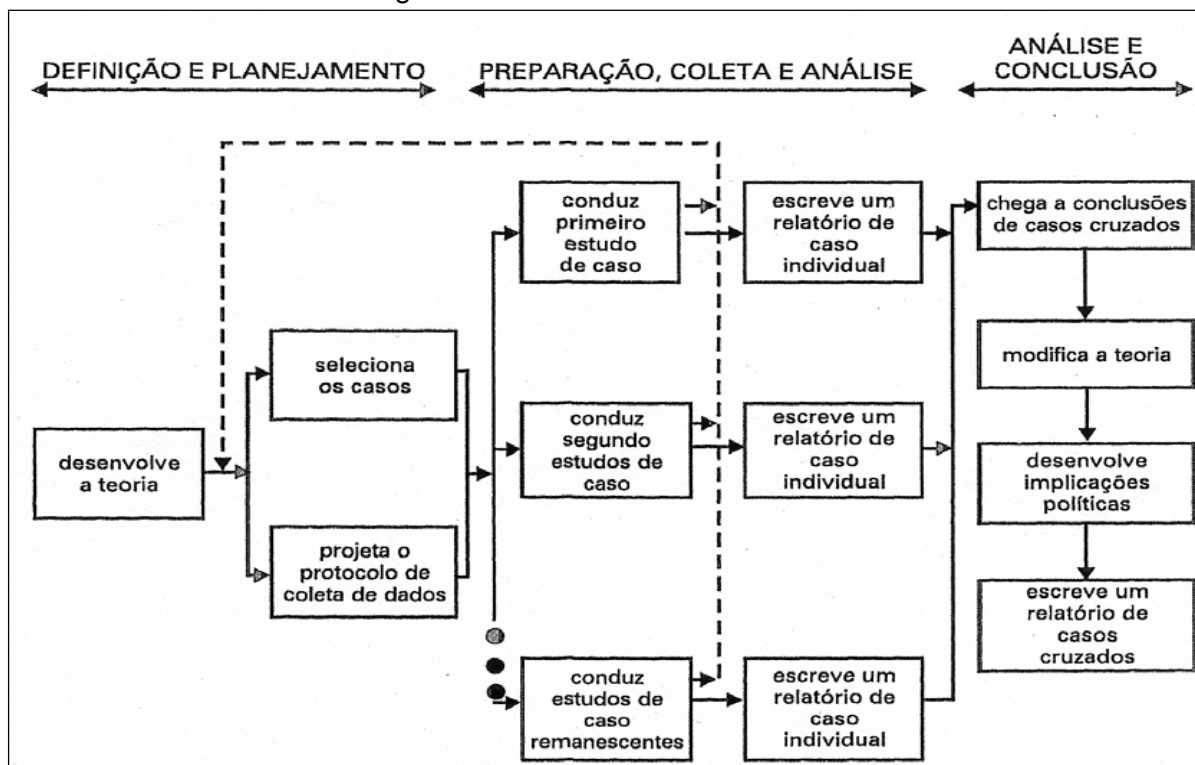 DEFINIÇÃO E PLANEJAMENTO
PREPARAÇÃO, COLETA E ANÁLISE
ANÁLISE E
CONCLUSÃO
desenvolve
a teoria
seleciona
os casos
projeta o
protocolo de
coleta de dados
conduz
primeiro
estudo
de caso
escreve um
relatório de
caso
individual
conduz
segundo
estudos de
caso
escreve um
relatório de
caso
individual
conduz
estudos de
caso
remanescentes
escreve um
relatório de
caso
individual
chega a conclusões
de casos cruzados
modifica a teoria
desenvolve
implicações
políticas
escreve um
relatório de
casos
cruzados